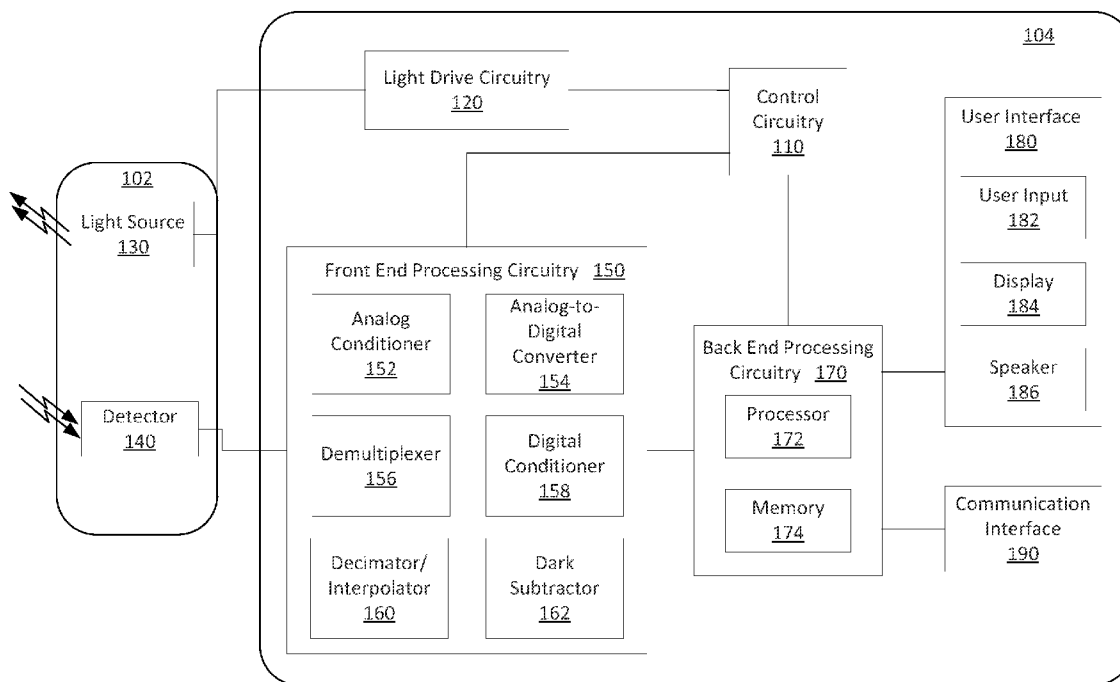 104
Light Drive Circuitry
120
Control
Circuitry
110
User Interface
180
User Input
182
Display
184
Speaker
186
102
Light Source
130
Detector
140
Front End Processing Circuitry 150
Analog
Conditioner
152
Analog-to-
Digital
Converter
154
Demultiplexer
156
Digital
Conditioner
158
Decimator/
Interpolator
160
Dark
Subtractor
162
Back End Processing
Circuitry 170
Processor
172
Memory
174
Communication
Interface
190